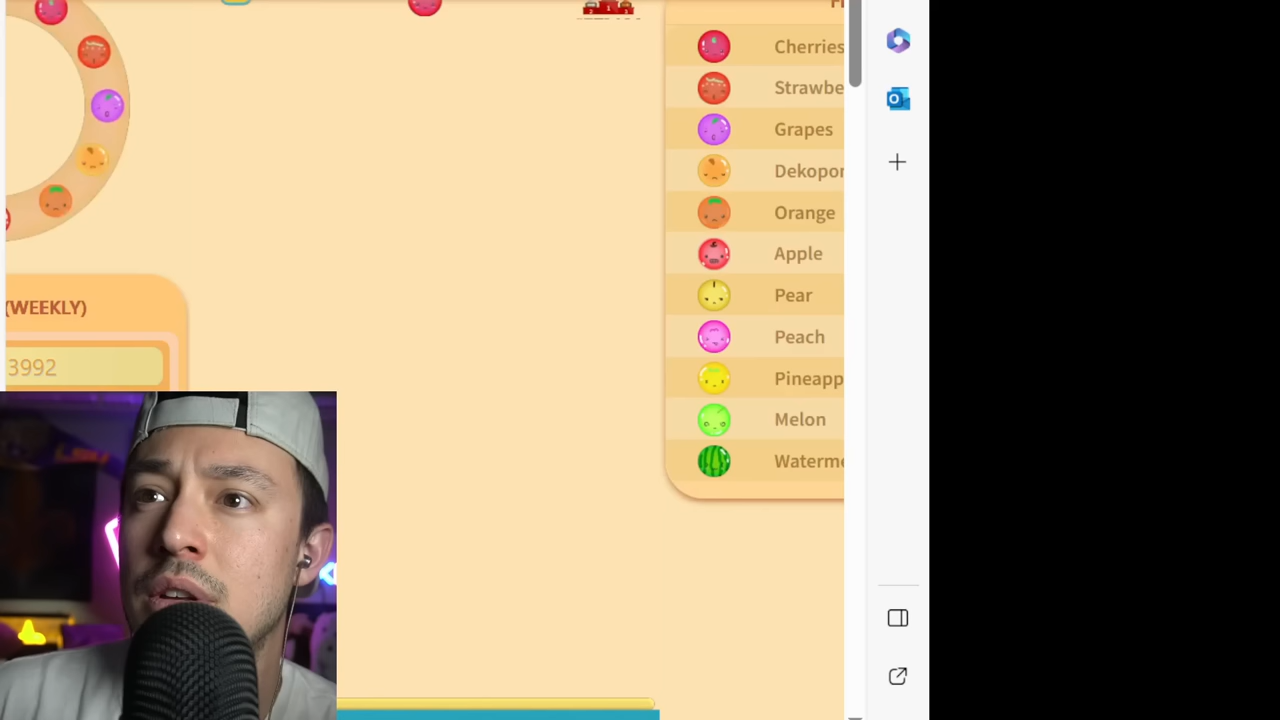 Cherries
Strawbe
Grapes
Dekopor
Orange
Apple
Pear
(WEEKLY)
Peach
3992
Pineapp
Melon
Waterme